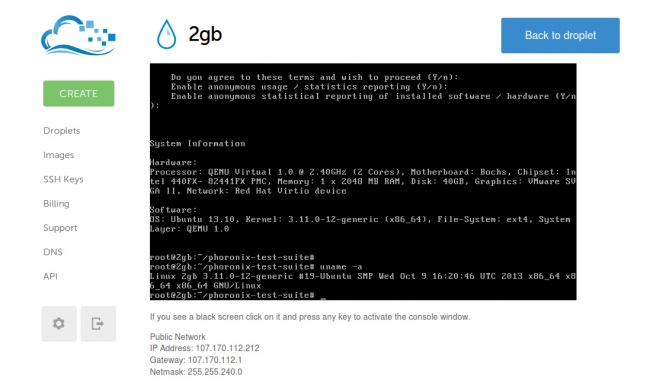 2gb
Back to droplet
CREATE
Droplets
Images
SSH Keys
Billing
Support
DNS
API
Do you agree to these terms and wish to proceed (Y/n):
Enable anonymous usage / statistics reporting (Y/n):
Enable anonymous statistical reporting of installed software / hardware (Y/n
):
System Information
Hardware:
Processor: QEMU Virtual 1.0 @ 2.40GHz (2 Cores), Motherboard: Bochs, Chipset: In
tel 440FX- 82441FX PMC, Memory: 1 x 2048 MB RAM, Disk: 40GB, Graphics: VMware SV
GA II, Network: Red Hat Virtio device
Software:
OS: Ubuntu 13.10, Kernel: 3.11.0-12-generic (x86_64), File-System: ext4, System
Layer: QEMU 1.0
root@2gb:~/phoronix-test-suite#
root@2gb:~/phoronix-test-suite# uname -a
Linux 2gb 3.11.0-12-generic #19-Ubuntu SMP Wed Oct 9 16:20:46 UTC 2013 x86_64 x8
6_64 x86_64 GNU/Linux
root@2gb:~/phoronix-test-suite# _
If you see a black screen click on it and press any key to activate the console window.
Public Network
IP Address: 107.170.112.212
Gateway: 107.170.112.1
Netmask: 255.255.240.0